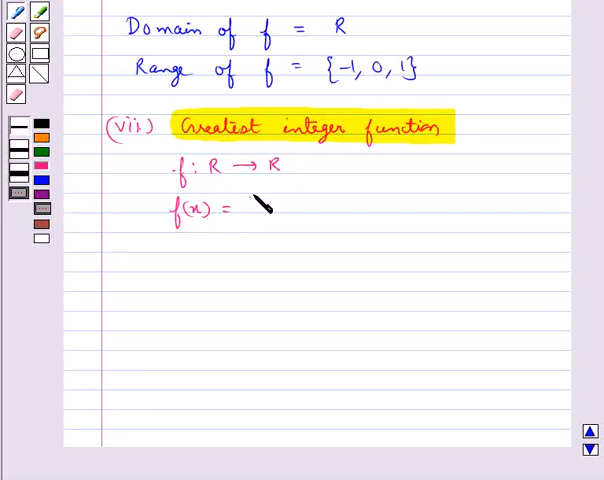 Domain of f = R
Range of f = {-1, 0, 1}
(vii) Greatest integer function
f: R → R
f(x) =